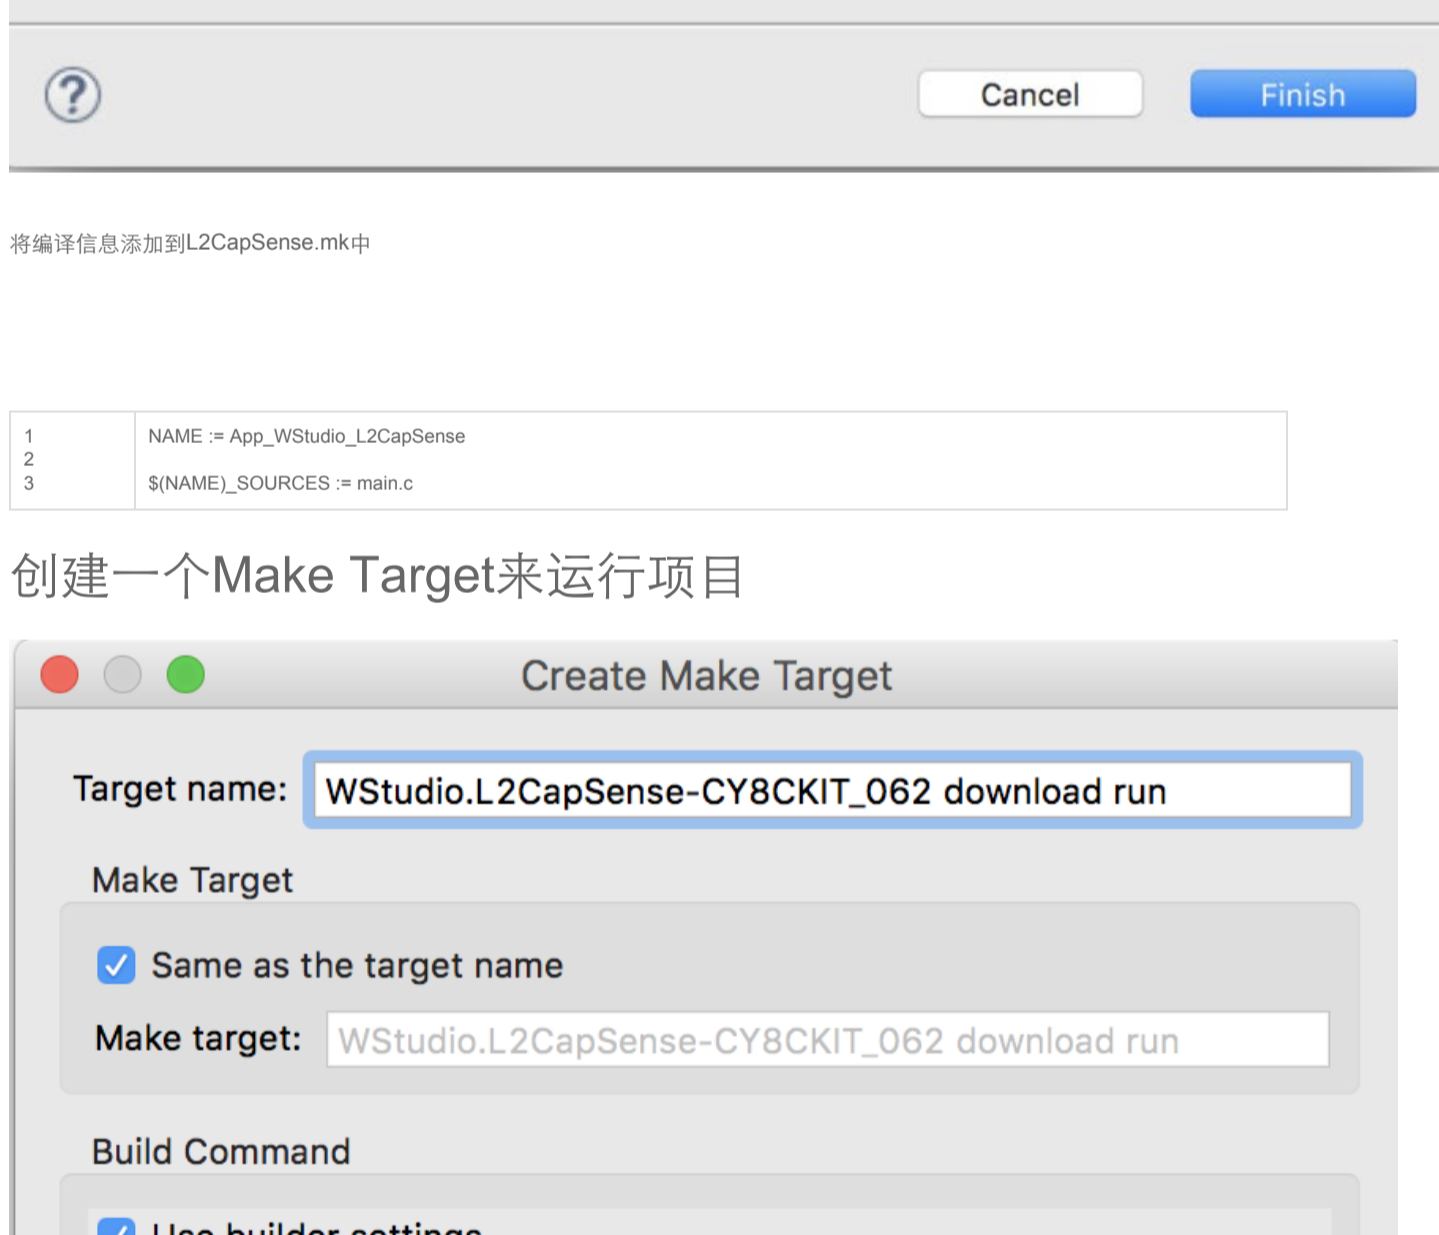 ?
Cancel
Finish
将编译信息添加到L2CapSense.mk中
1
NAME := App_WStudio_L2CapSense
2
3
$(NAME)_SOURCES := main.c
创建一个Make Target来运行项目
Create Make Target
Target name: WStudio.L2CapSense-CY8CKIT_062 download run
Make Target
Same as the target name
Make target: WStudio.L2CapSense-CY8CKIT_062 download run
Build Command
Use builder settings